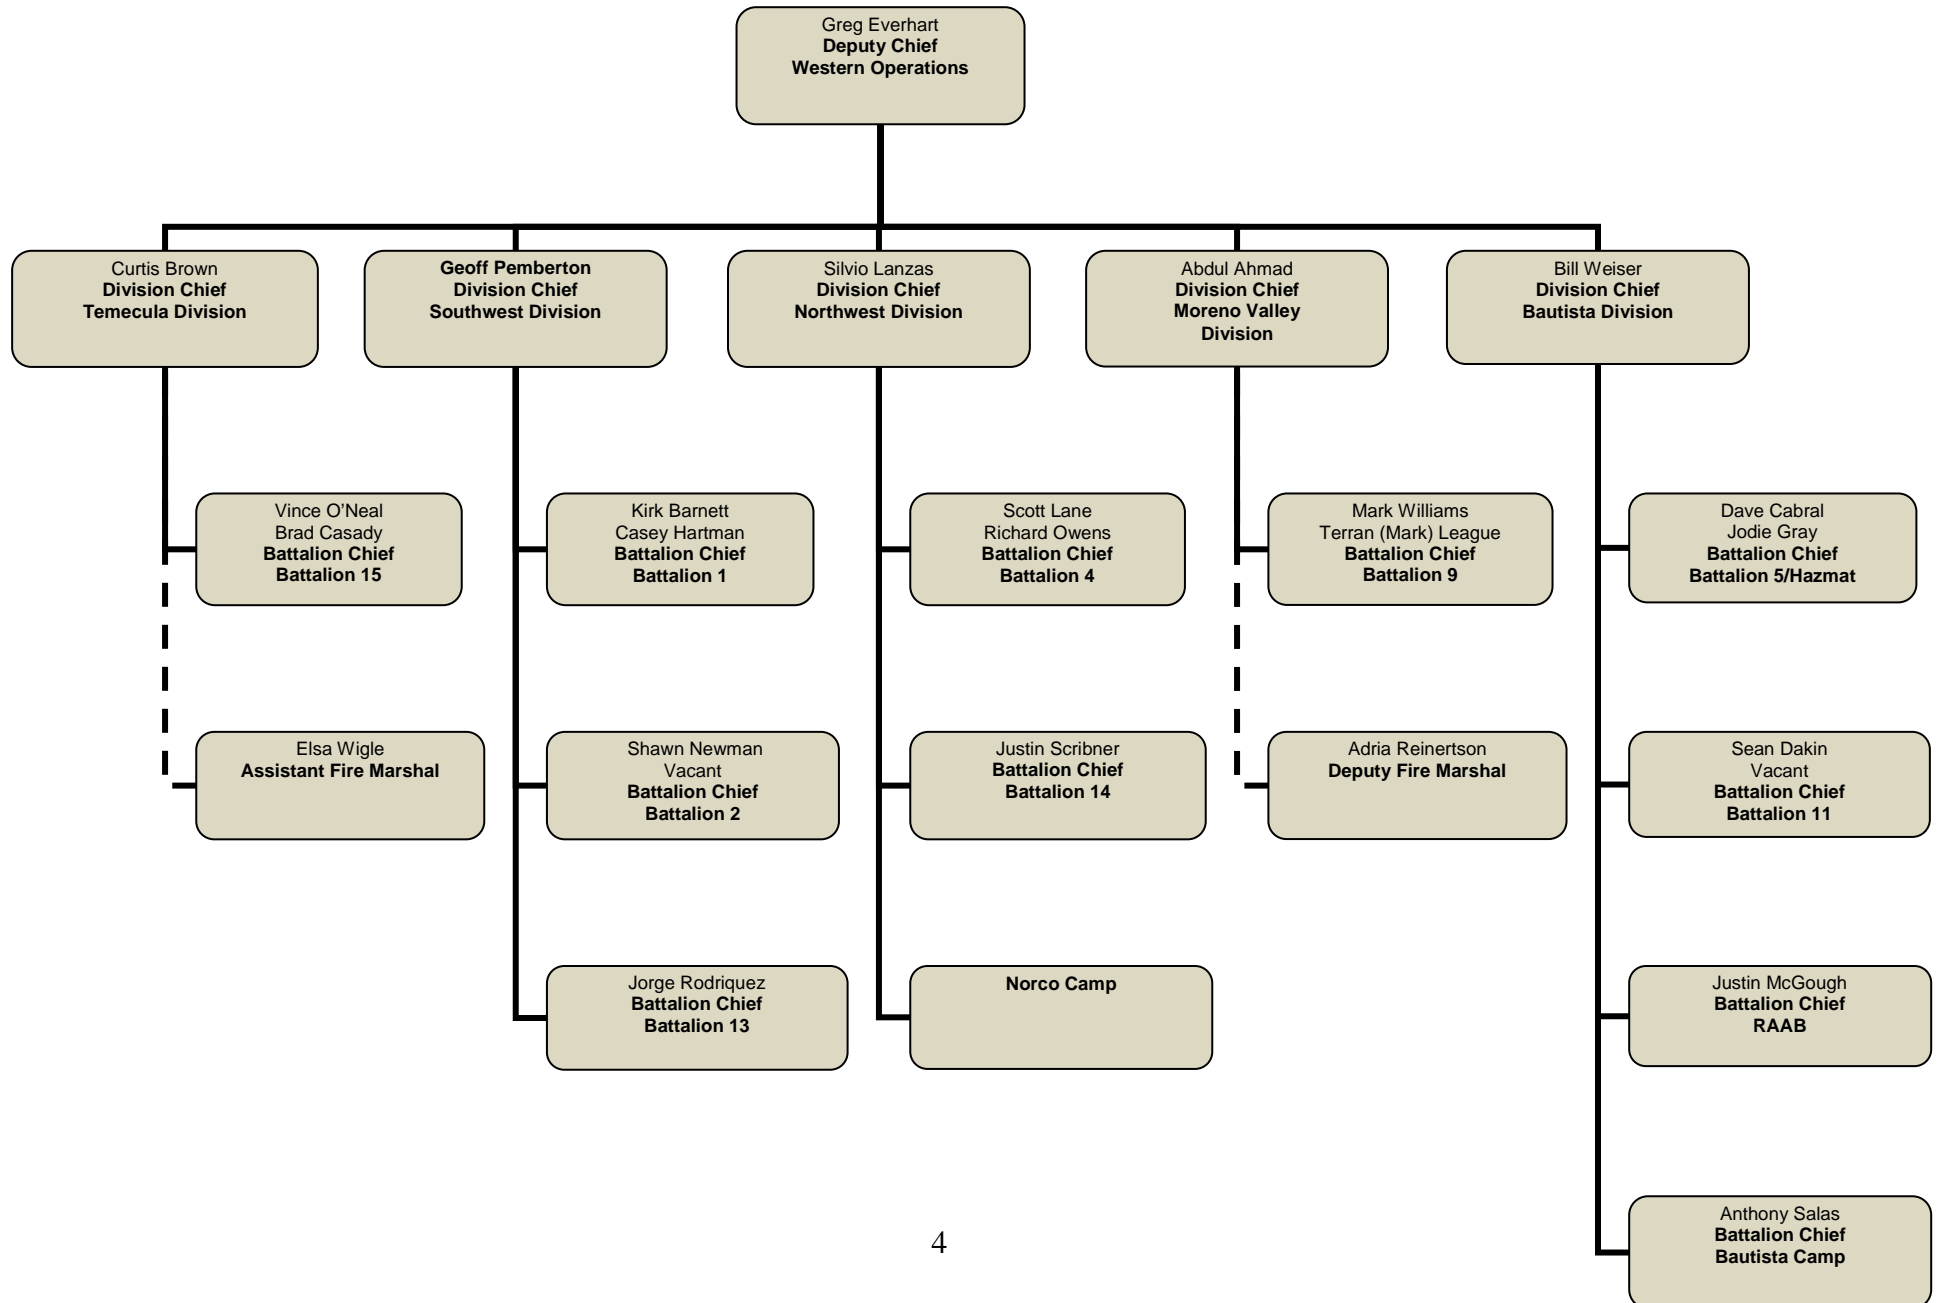 Greg Everhart
Deputy Chief
Western Operations
Curtis Brown
Division Chief
Temecula Division
Geoff Pemberton
Division Chief
Southwest Division
Silvio Lanzas
Division Chief
Northwest Division
Abdul Ahmad
Division Chief
Moreno Valley
Division
Bill Weiser
Division Chief
Bautista Division
Vince O’Neal
Brad Casady
Battalion Chief
Battalion 15
Kirk Barnett
Casey Hartman
Battalion Chief
Battalion 1
Scott Lane
Richard Owens
Battalion Chief
Battalion 4
Mark Williams
Terran (Mark) League
Battalion Chief
Battalion 9
Dave Cabral
Jodie Gray
Battalion Chief
Battalion 5/Hazmat
Elsa Wigle
Assistant Fire Marshal
Shawn Newman
Vacant
Battalion Chief
Battalion 2
Justin Scribner
Battalion Chief
Battalion 14
Adria Reinertson
Deputy Fire Marshal
Sean Dakin
Vacant
Battalion Chief
Battalion 11
Jorge Rodriquez
Battalion Chief
Battalion 13
Norco Camp
Justin McGough
Battalion Chief
RAAB
Anthony Salas
Battalion Chief
Bautista Camp
4